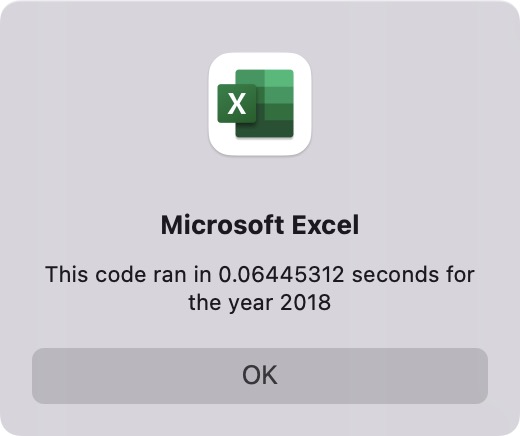 X
Microsoft Excel
This code ran in 0.06445312 seconds for
the year 2018
OK